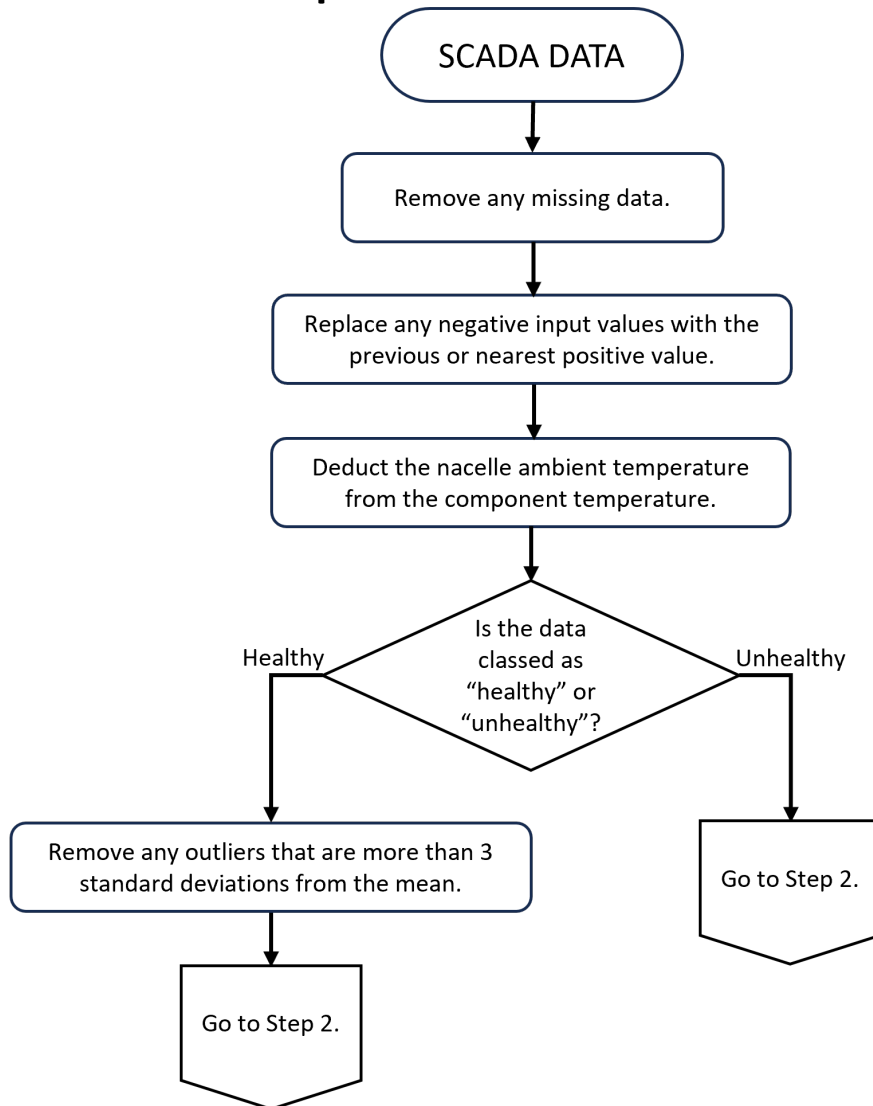 SCADA DATA
Remove any missing data.
Replace any negative input values with the
previous or nearest positive value.
Deduct the nacelle ambient temperature
from the component temperature.
Is the data
classed as
“healthy” or
“unhealthy”?
Healthy
Unhealthy
Remove any outliers that are more than 3
standard deviations from the mean.
Go to Step 2.
Go to Step 2.